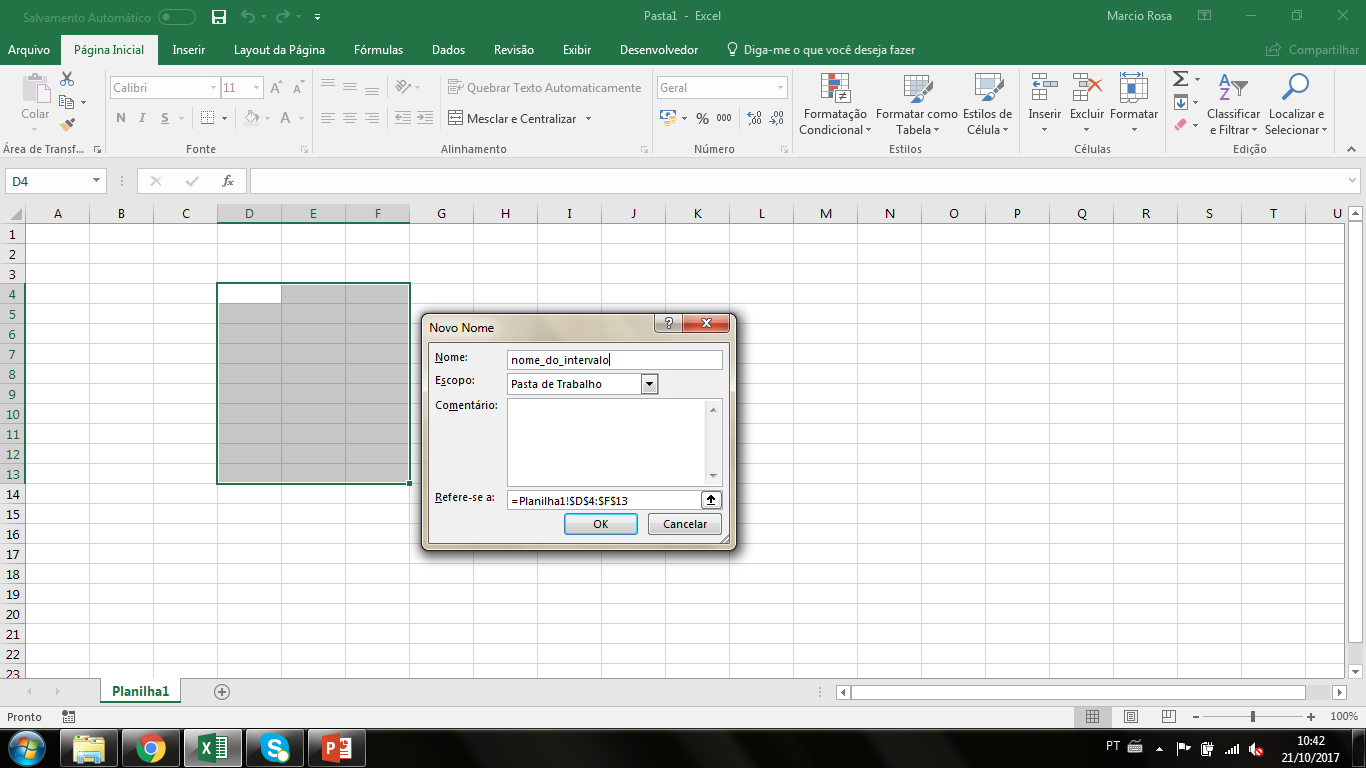 Salvamento Automático
Pasta1 - Excel
Marcio Rosa
Arquivo Página Inicial Inserir Layout da Página Fórmulas Dados Revisão Exibir Desenvolvedor Diga-me o que você deseja fazer Compartilhar
Colar
Calibri 11
N I S
A A
A
Quebrar Texto Automaticamente
Mesclar e Centralizar
Geral
% 000
Formatação Condicional
Formatar como Tabela
Estilos de Célula
Inserir Excluir Formatar
Classificar e Filtrar
Localizar e Selecionar
Área de Transf... Fonte Alinhamento Número Estilos Células Edição
D4 fx
A B C D E F G H I J K L M N O P Q R S T U
1
2
3
4
5
6
7
8
9
10
11
12
13
14
15
16
17
18
19
20
21
22
23
Novo Nome
Nome: nome_do_intervalo
Escopo: Pasta de Trabalho
Comentário:
Refere-se a: =Planilha1!$D$4:$F$13
OK Cancelar
Planilha1
Pronto 100%
PT 10:42
21/10/2017